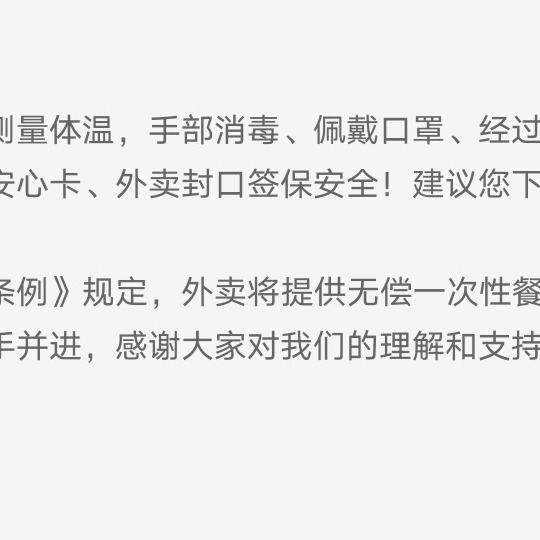 测量体温，手部消毒、佩戴口罩、经过
安心卡、外卖封口签保安全！建议您下
条例》规定，外卖将提供无偿一次性餐
手并进，感谢大家对我们的理解和支持